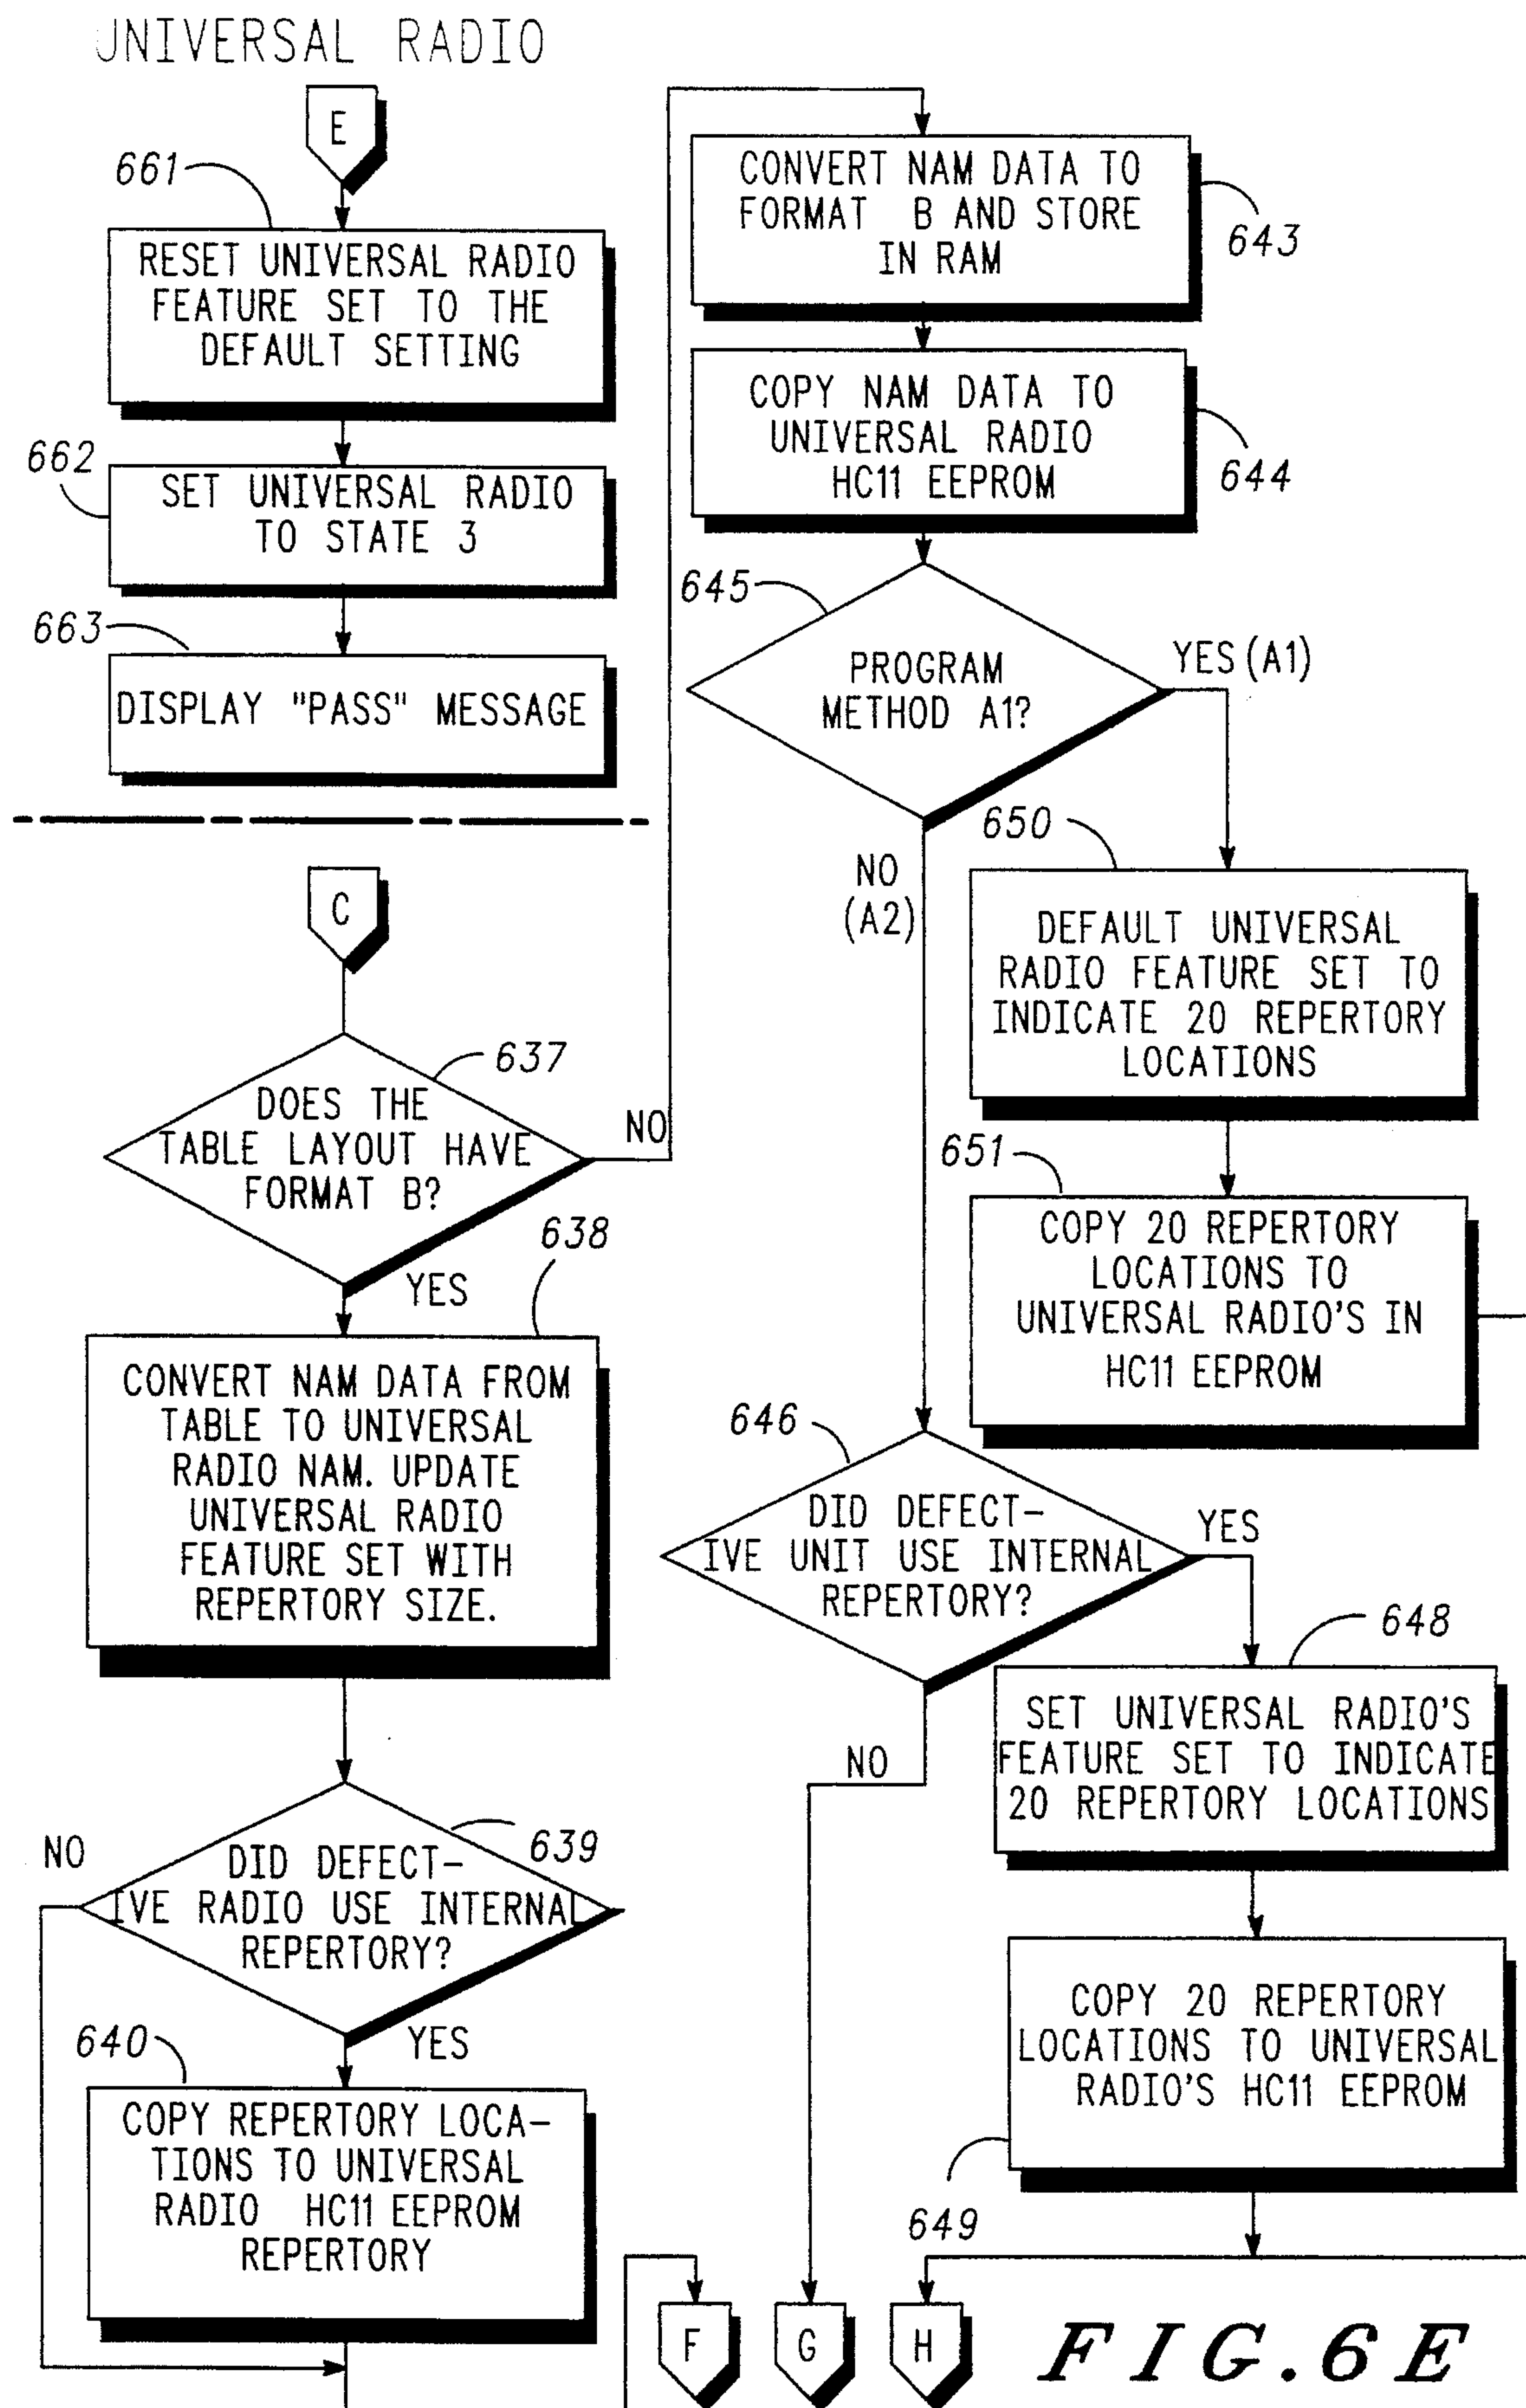 UNIVERSAL RADIO
E
661
RESET UNIVERSAL RADIO
FEATURE SET TO THE
DEFAULT SETTING
662
SET UNIVERSAL RADIO
TO STATE 3
663
DISPLAY "PASS" MESSAGE
C
637
DOES THE
TABLE LAYOUT HAVE
FORMAT B?
NO
YES
638
CONVERT NAM DATA FROM
TABLE TO UNIVERSAL
RADIO NAM. UPDATE
UNIVERSAL RADIO
FEATURE SET WITH
REPERTORY SIZE.
639
DID DEFECT-
IVE RADIO USE INTERNAL
REPERTORY?
NO
YES
640
COPY REPERTORY LOCA-
TIONS TO UNIVERSAL
RADIO HC11 EEPROM
REPERTORY
643
CONVERT NAM DATA TO
FORMAT B AND STORE
IN RAM
644
COPY NAM DATA TO
UNIVERSAL RADIO
HC11 EEPROM
645
PROGRAM
METHOD A1?
YES (A1)
NO
(A2)
650
DEFAULT UNIVERSAL
RADIO FEATURE SET TO
INDICATE 20 REPERTORY
LOCATIONS
651
COPY 20 REPERTORY
LOCATIONS TO
UNIVERSAL RADIO'S IN
HC11 EEPROM
646
DID DEFECT-
IVE UNIT USE INTERNAL
REPERTORY?
YES
NO
648
SET UNIVERSAL RADIO'S
FEATURE SET TO INDICATE
20 REPERTORY LOCATIONS
COPY 20 REPERTORY
LOCATIONS TO UNIVERSAL
RADIO'S HC11 EEPROM
649
F
G
H
FIG.6E